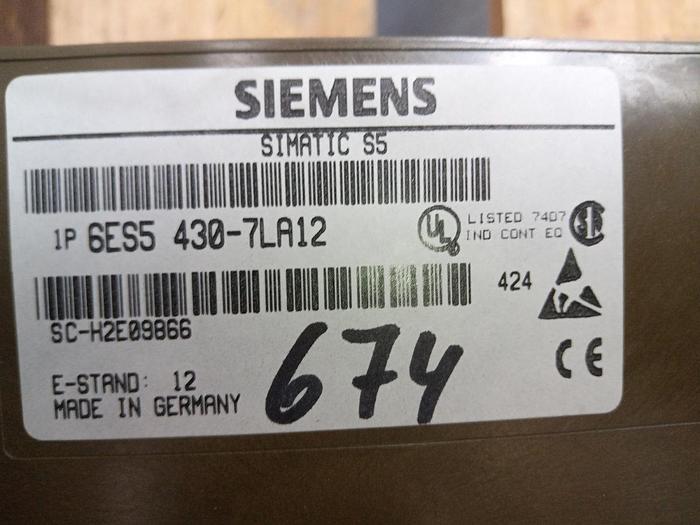 SIEMENS
SIMATIC S5
1P 6ES5 430-7LA12
UL LISTED 7407
IND CONT EQ
424
SC-H2E09866
CE
E-STAND: 12
MADE IN GERMANY
674